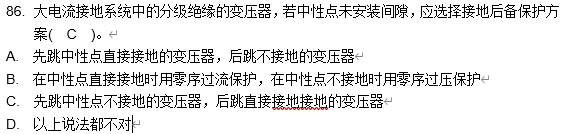 86. 大电流接地系统中的分级绝缘的变压器，若中性点未安装间隙，应选择接地后备保护方
案(　C　)。
A. 先跳中性点直接接地的变压器，后跳不接地的变压器
B. 在中性点直接接地时用零序过流保护，在中性点不接地时用零序过压保护
C. 先跳中性点不接地的变压器，后跳直接接地接地的变压器
D. 以上说法都不对